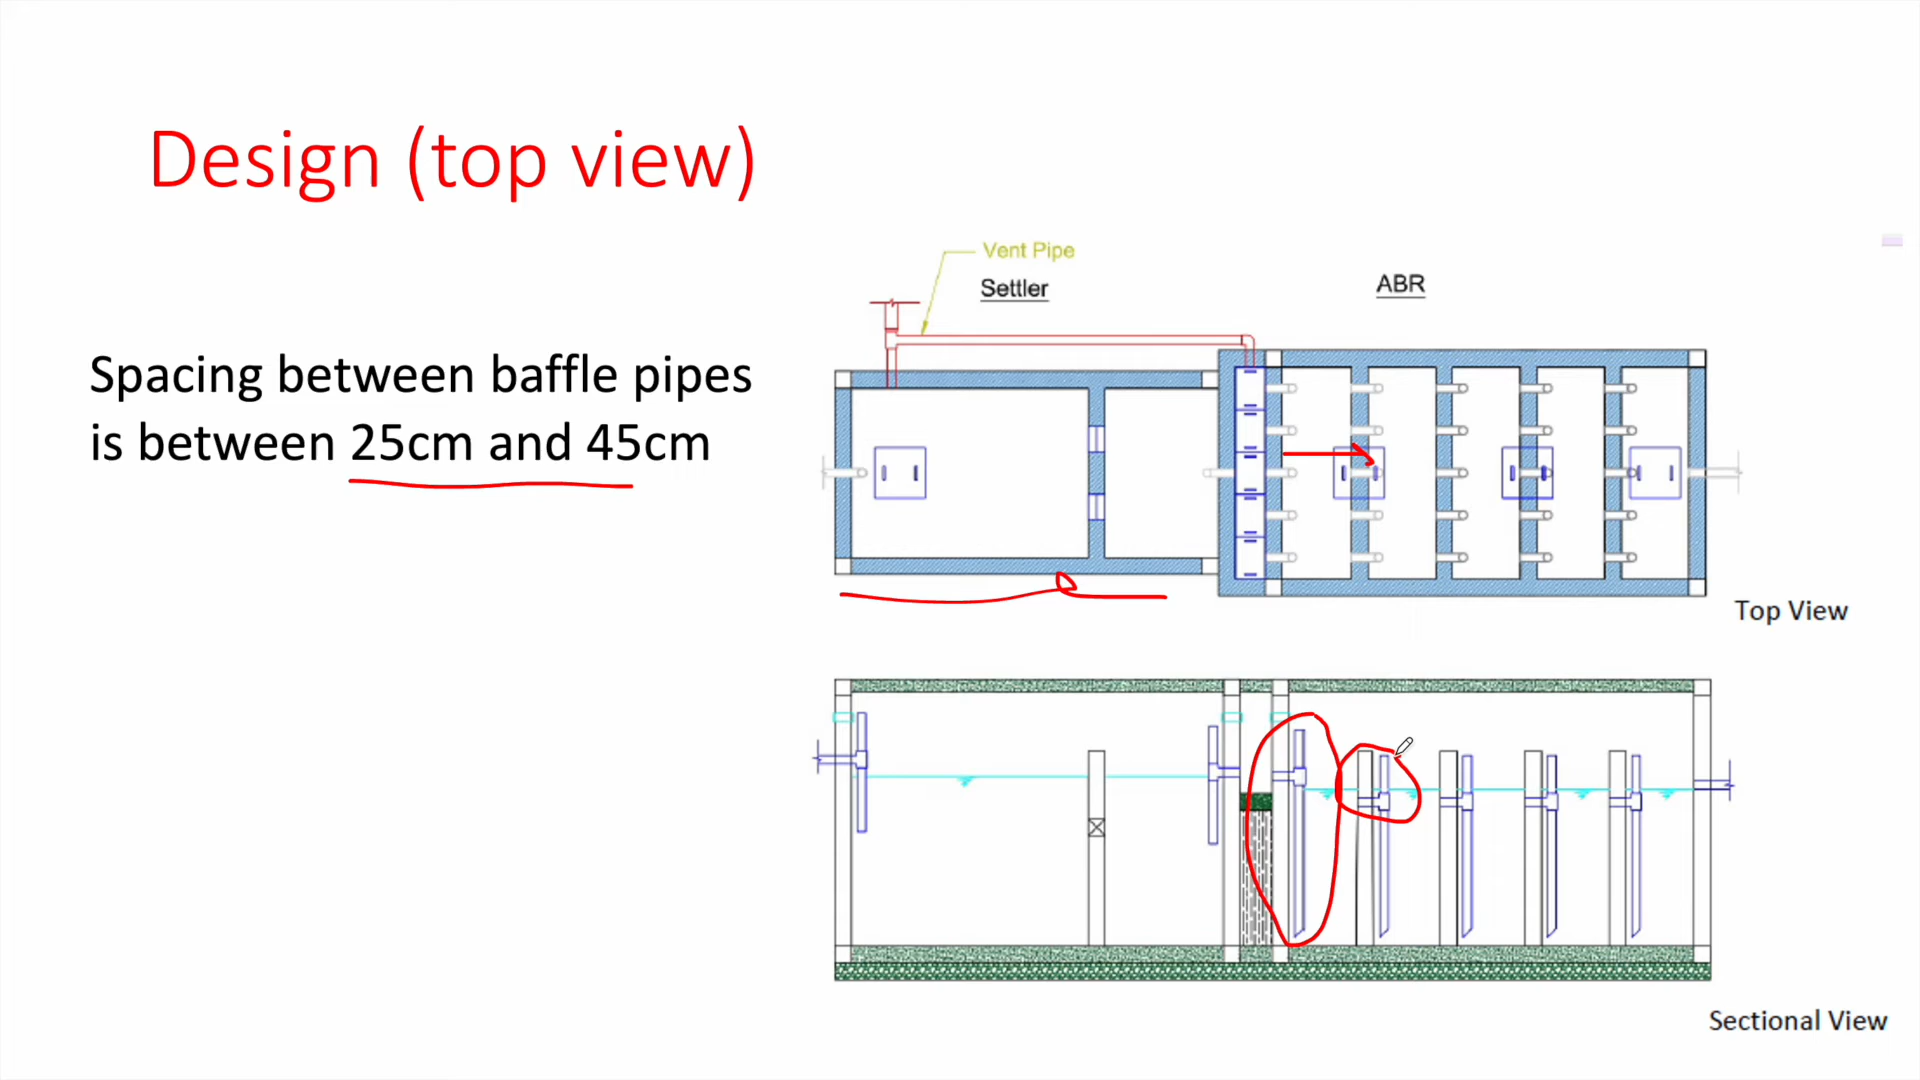 Design (top view)
Spacing between baffle pipes
is between 25cm and 45cm
Vent Pipe
Settler
ABR
Top View
Sectional View